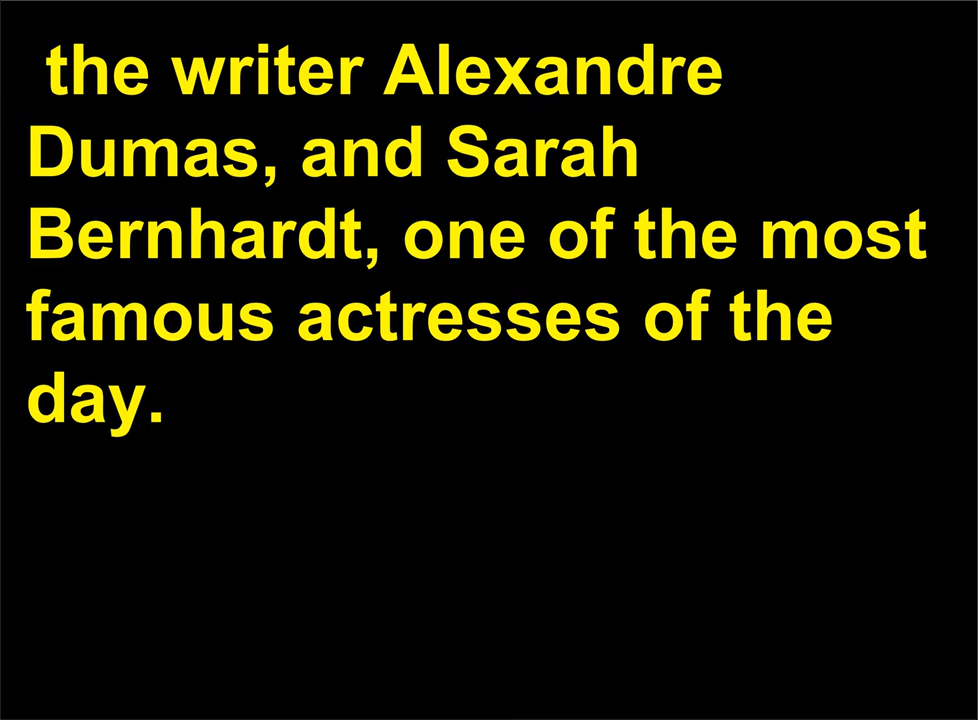 the writer Alexandre
Dumas, and Sarah
Bernhardt, one of the most
famous actresses of the
day.